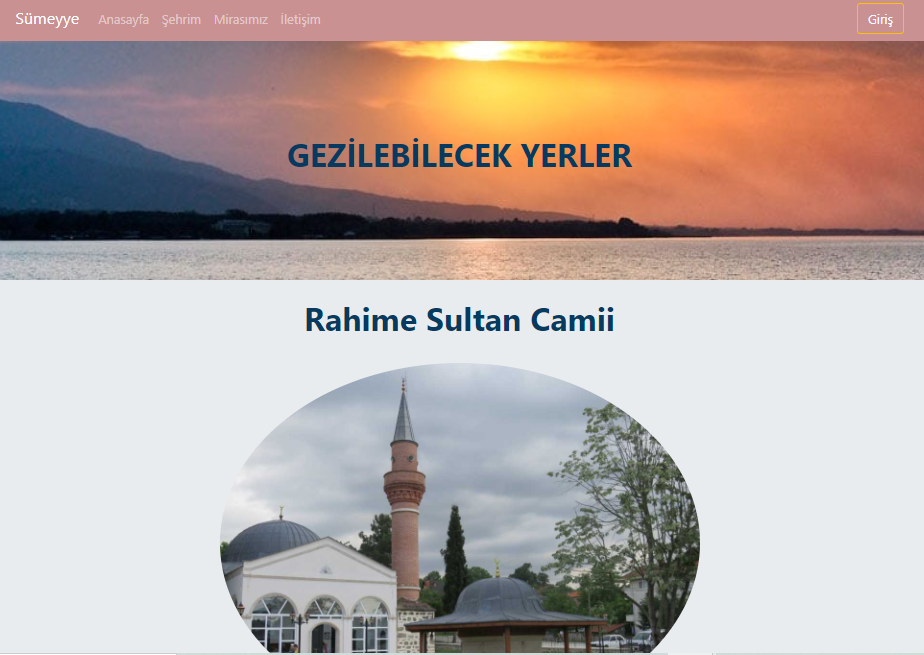 Sümeyye Anasayfa Şehrim Mirasımız İletişim Giriş
GEZİLEBİLECEK YERLER
Rahime Sultan Camii